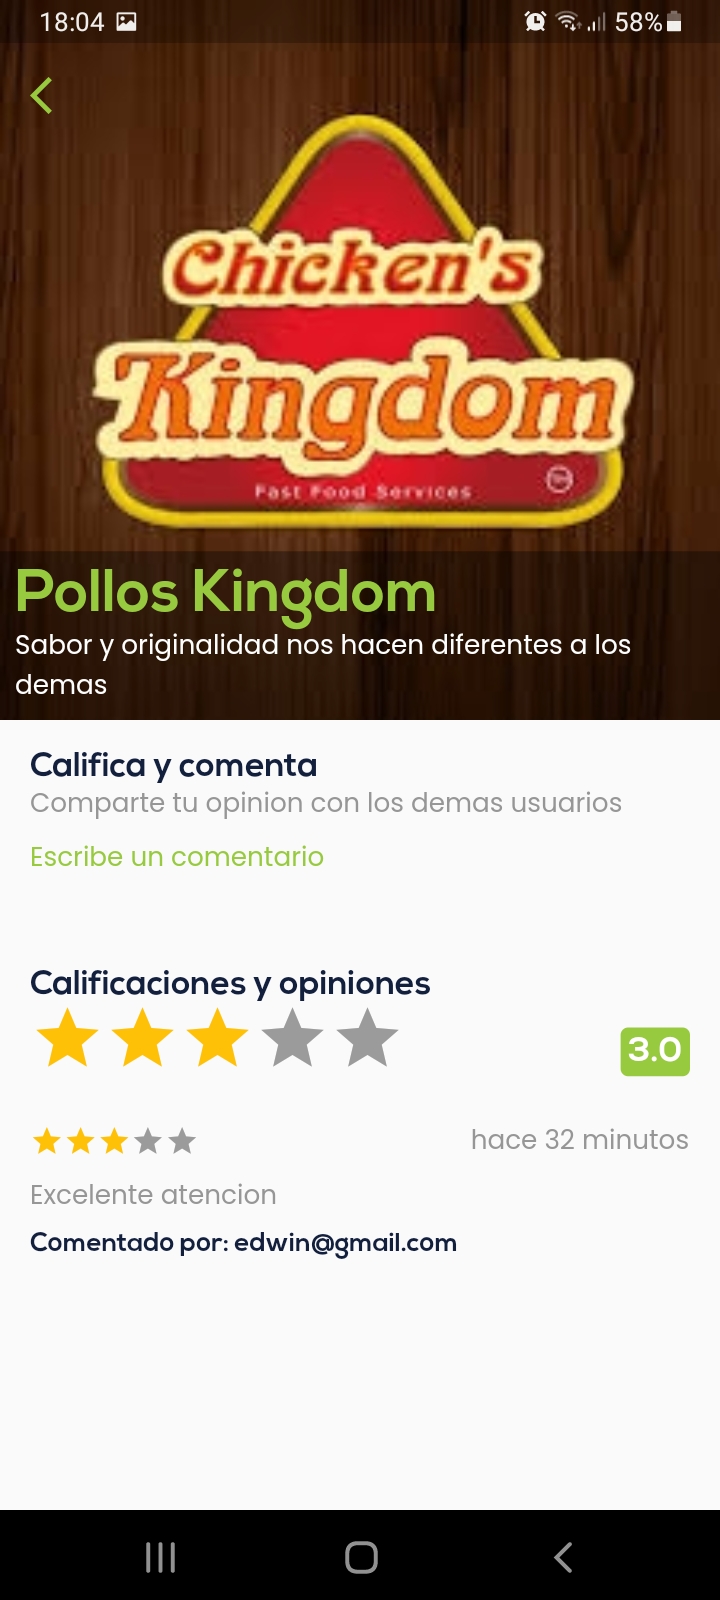 18:04
58%
Chicken's
Kingdom
Fast Food Services
Pollos Kingdom
Sabor y originalidad nos hacen diferentes a los
demas
Califica y comenta
Comparte tu opinion con los demas usuarios
Escribe un comentario
Calificaciones y opiniones
3.0
hace 32 minutos
Excelente atencion
Comentado por: edwin@gmail.com